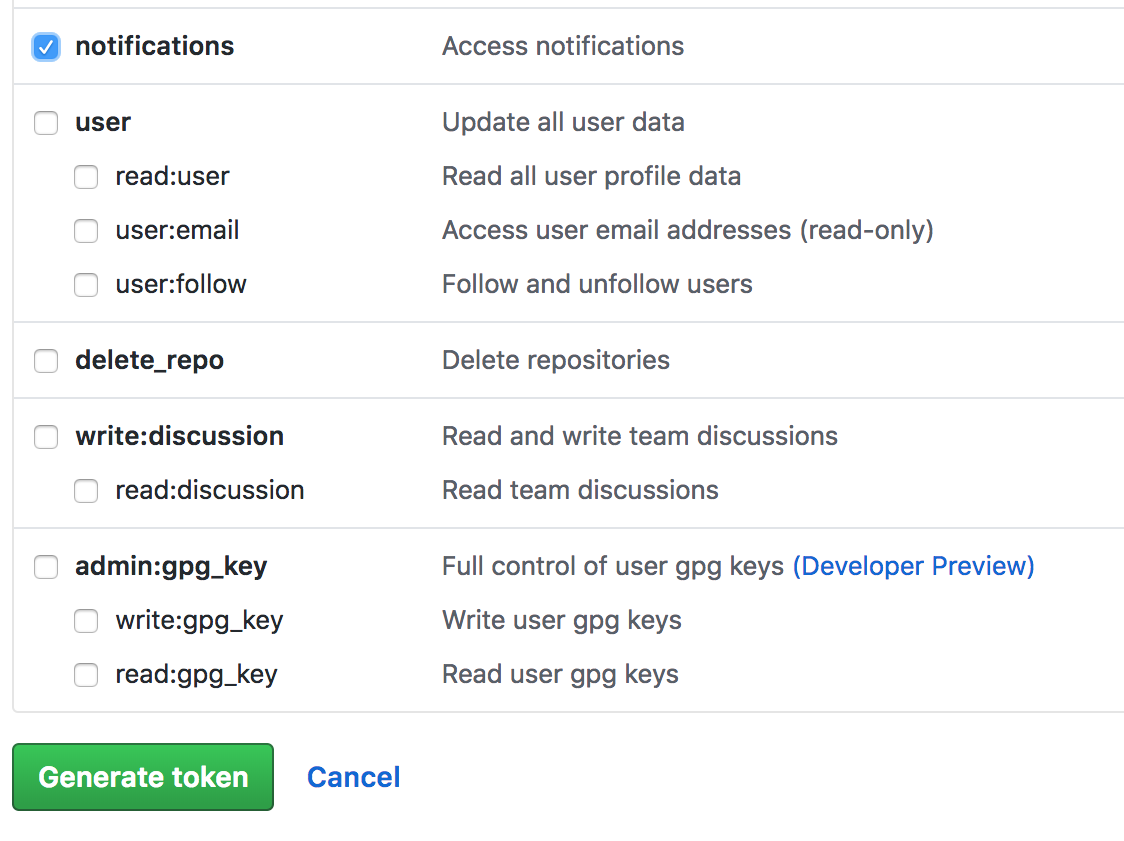 notifications Access notifications
user Update all user data
read:user Read all user profile data
user:email Access user email addresses (read-only)
user:follow Follow and unfollow users
delete_repo Delete repositories
write:discussion Read and write team discussions
read:discussion Read team discussions
admin:gpg_key Full control of user gpg keys (Developer Preview)
write:gpg_key Write user gpg keys
read:gpg_key Read user gpg keys
Generate token Cancel